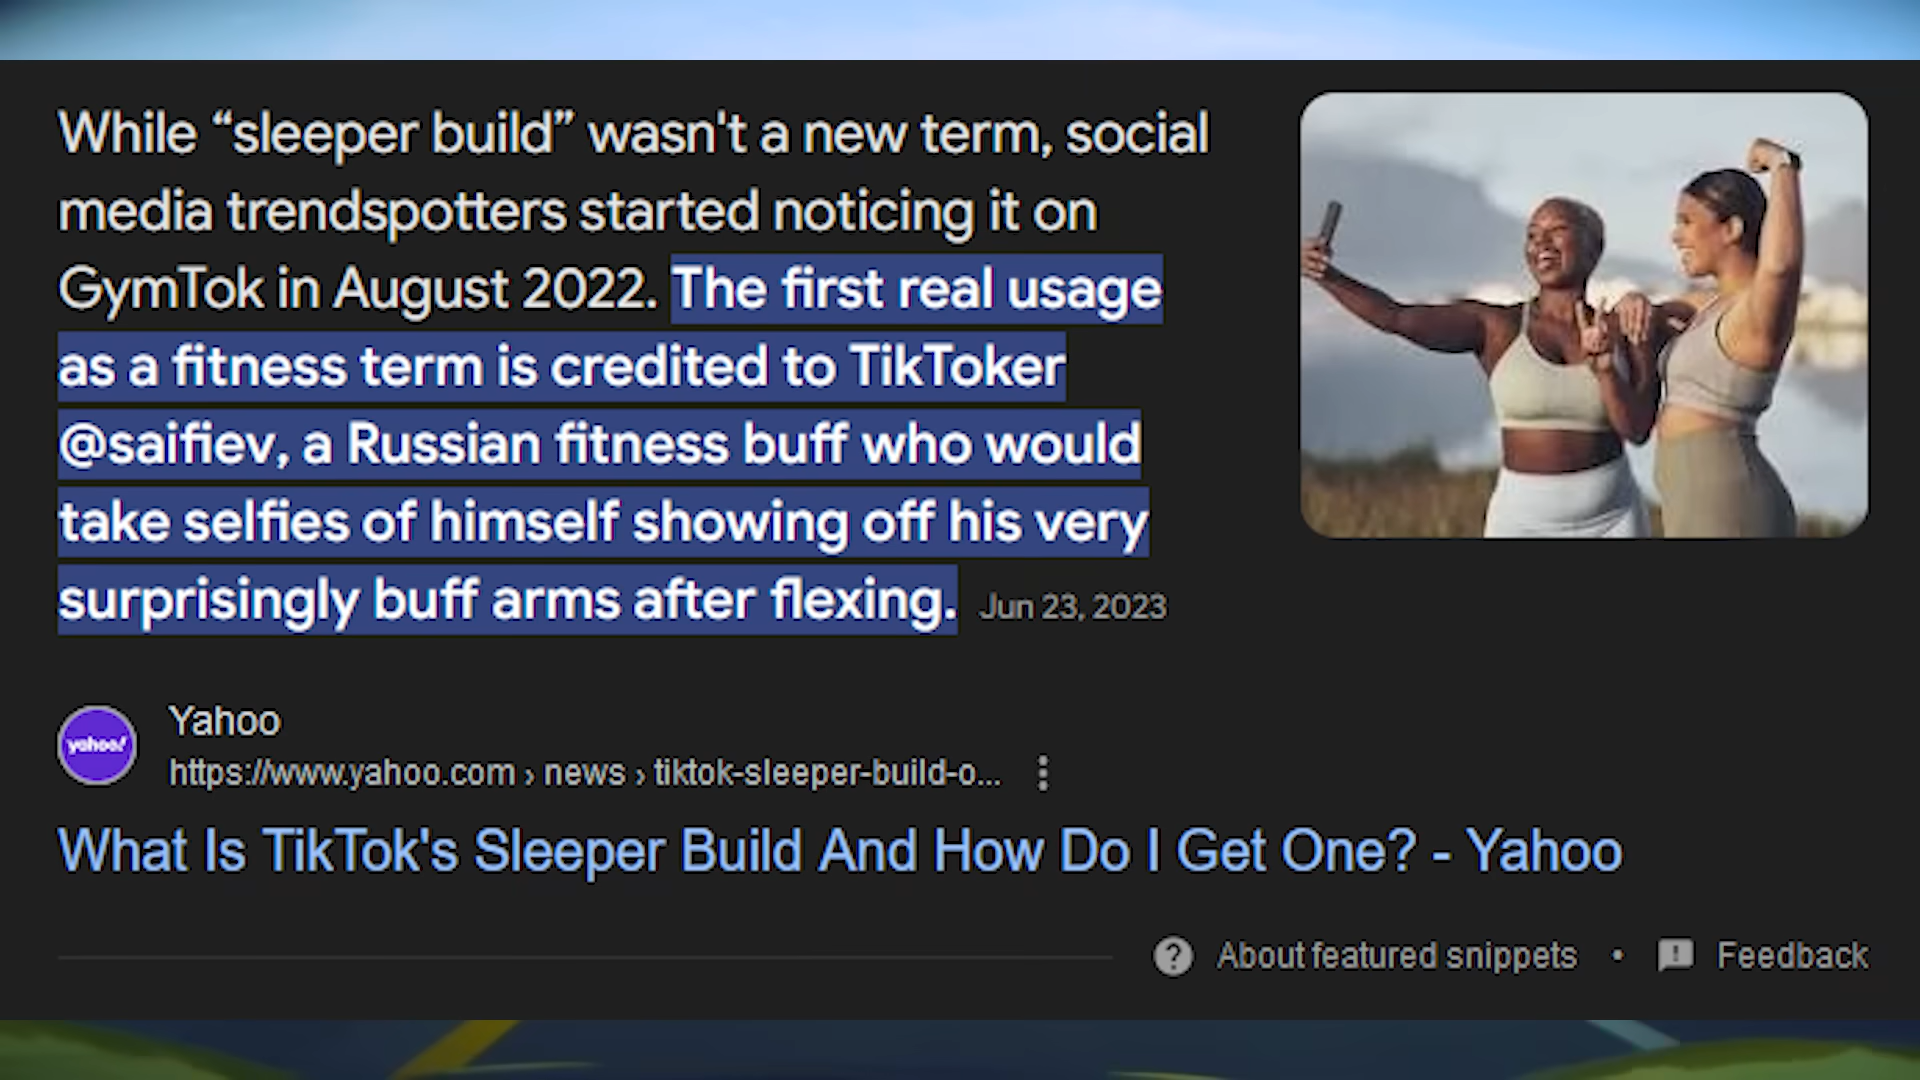 While “sleeper build” wasn't a new term, social
media trendspotters started noticing it on
GymTok in August 2022. The first real usage
as a fitness term is credited to TikToker
@saifiev, a Russian fitness buff who would
take selfies of himself showing off his very
surprisingly buff arms after flexing. Jun 23, 2023
yahoo!
Yahoo
https://www.yahoo.com › news › tiktok-sleeper-build-o...
What Is TikTok's Sleeper Build And How Do I Get One? - Yahoo
About featured snippets • Feedback